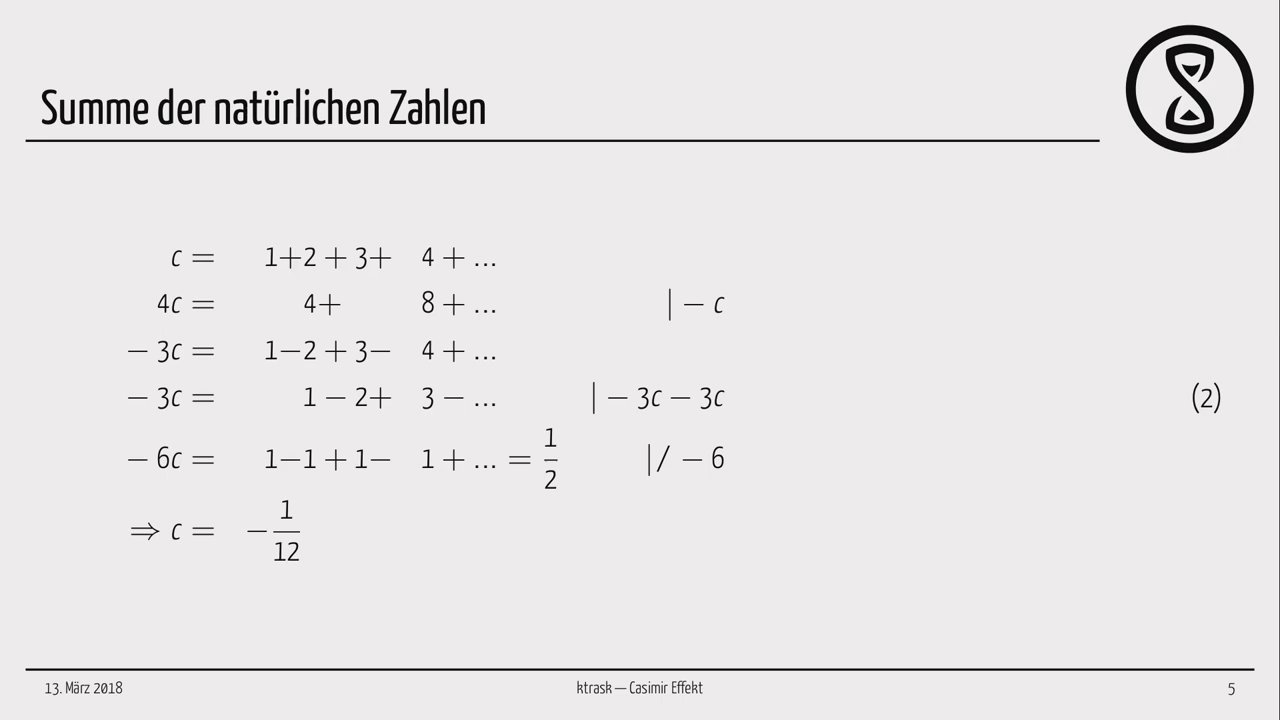 Summe der natürlichen Zahlen
c = 1+2 + 3+ 4 + ...
4c = 4+ 8 + ... | − c
− 3c = 1−2 + 3− 4 + ...
− 3c = 1 − 2+ 3 − ... | − 3c − 3c (2)
− 6c = 1−1 + 1− 1 + ... = 1/2 |/ − 6
⇒ c = −1/12
13. März 2018 ktrask — Casimir Effekt 5